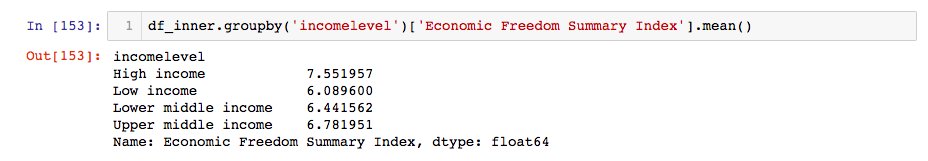 In [153]: 1 df_inner.groupby('incomelevel')['Economic Freedom Summary Index'].mean()
Out[153]: incomelevel
High income 7.551957
Low income 6.089600
Lower middle income 6.441562
Upper middle income 6.781951
Name: Economic Freedom Summary Index, dtype: float64